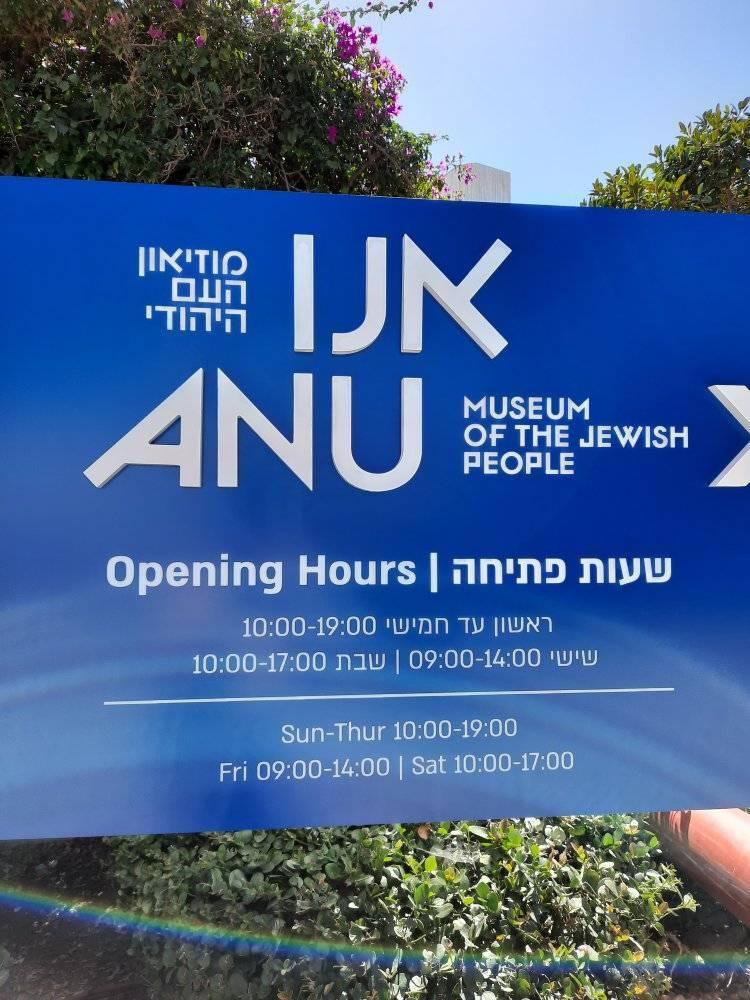 אנו
מוזיאון
העם
היהודי
ANU
MUSEUM
OF THE JEWISH
PEOPLE
Opening Hours | שעות פתיחה
ראשון עד חמישי 10:00-19:00
שישי 09:00-14:00 | שבת 10:00-17:00
Sun-Thur 10:00-19:00
Fri 09:00-14:00 | Sat 10:00-17:00